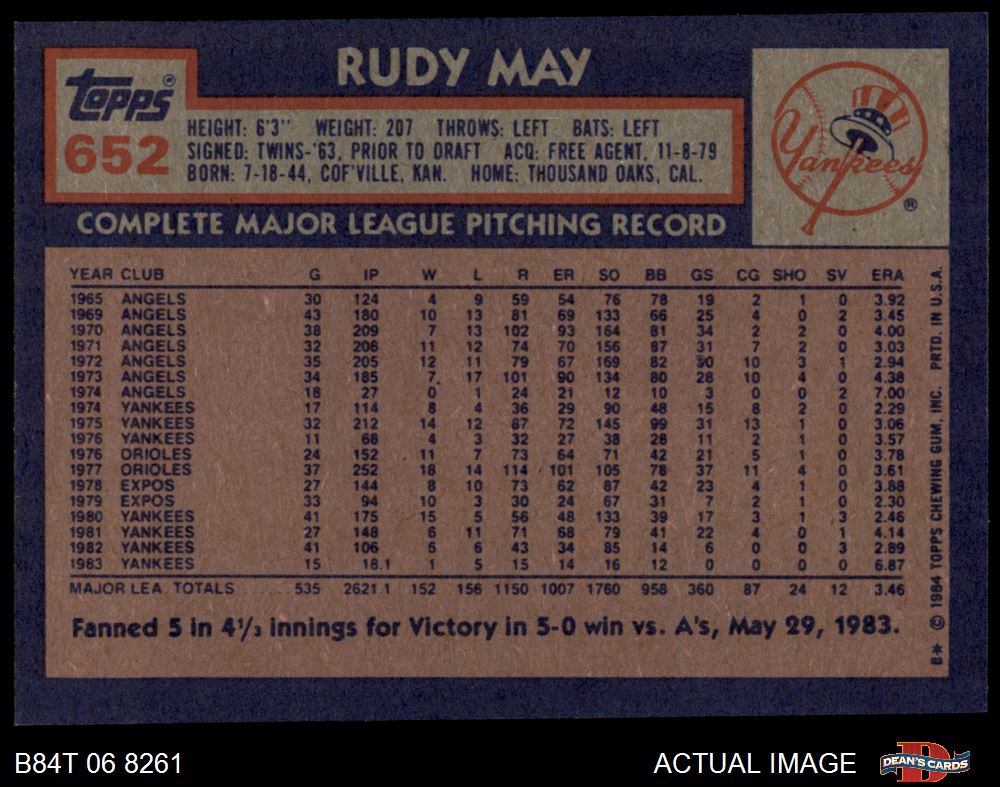 RUDY MAY
Topps®
652
HEIGHT: 6'3" WEIGHT: 207 THROWS: LEFT BATS: LEFT
SIGNED: TWINS-'63, PRIOR TO DRAFT ACQ: FREE AGENT, 11-8-79
BORN: 7-18-44, COF'VILLE, KAN. HOME: THOUSAND OAKS, CAL.
Yankees ®
COMPLETE MAJOR LEAGUE PITCHING RECORD
YEAR CLUB G IP W L R ER SO BB GS CG SHO SV ERA
1965 ANGELS 30 124 4 9 59 54 76 78 19 2 1 0 3.92
1969 ANGELS 43 180 10 13 81 69 133 66 25 4 0 2 3.45
1970 ANGELS 38 209 7 13 102 93 164 81 34 2 2 0 4.00
1971 ANGELS 32 208 11 12 74 70 156 87 31 7 2 0 3.03
1972 ANGELS 35 205 12 11 79 67 169 82 30 10 3 1 2.94
1973 ANGELS 34 185 7 17 101 90 134 80 28 10 4 0 4.38
1974 ANGELS 18 27 0 1 24 21 12 10 3 0 0 2 7.00
1974 YANKEES 17 114 8 4 36 29 90 48 15 8 2 0 2.29
1975 YANKEES 32 212 14 12 87 72 145 99 31 13 1 0 3.06
1976 YANKEES 11 68 4 3 32 27 38 28 11 2 1 0 3.57
1976 ORIOLES 24 152 11 7 73 64 71 42 21 5 1 0 3.78
1977 ORIOLES 37 252 18 14 114 101 105 78 37 11 4 0 3.61
1978 EXPOS 27 144 8 10 73 62 87 42 23 4 1 0 3.88
1979 EXPOS 33 94 10 3 30 24 67 31 7 2 1 0 2.30
1980 YANKEES 41 175 15 5 56 48 133 39 17 3 1 3 2.46
1981 YANKEES 27 148 6 11 71 68 79 41 22 4 0 1 4.14
1982 YANKEES 41 106 6 6 43 34 85 14 6 0 0 3 2.89
1983 YANKEES 15 18.1 1 5 15 14 16 12 0 0 0 0 6.87
MAJOR LEA. TOTALS 535 2621.1 152 156 1150 1007 1760 958 360 87 24 12 3.46
Fanned 5 in 4⅓ innings for Victory in 5-0 win vs. A's, May 29, 1983.
B* © 1984 TOPPS CHEWING GUM, INC. PRTD. IN U.S.A.
B84T 06 8261
ACTUAL IMAGE
DEAN'S CARDS